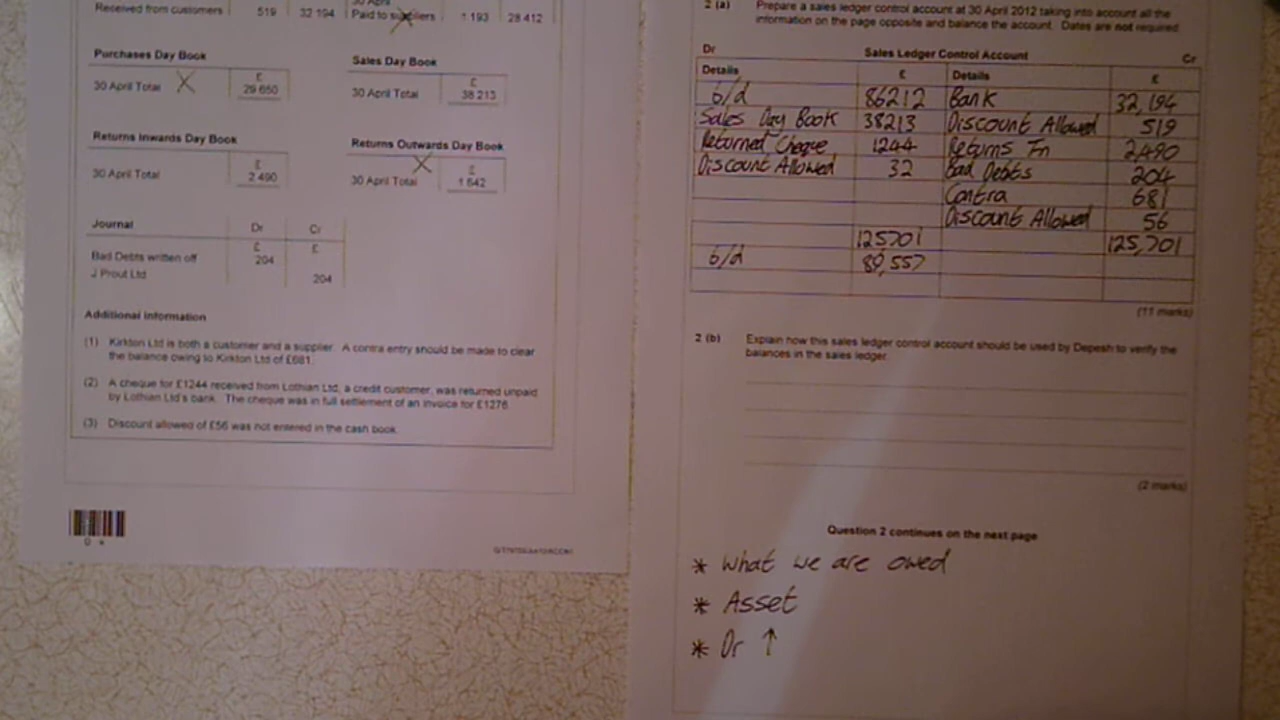 30 April
Received from customers 519 32 194 Paid to suppliers 1 193 28 412
Purchases Day Book
£
30 April Total 29 650
Sales Day Book
£
30 April Total 38 213
Returns Inwards Day Book
£
30 April Total 2 490
Returns Outwards Day Book
£
30 April Total 1 642
Journal Dr Cr
£ £
Bad Debts written off 204
J Prout Ltd 204
Additional information
(1) Kirkton Ltd is both a customer and a supplier. A contra entry should be made to clear
the balance owing to Kirkton Ltd of £681.
(2) A cheque for £1244 received from Lothian Ltd, a credit customer, was returned unpaid
by Lothian Ltd's bank. The cheque was in full settlement of an invoice for £1276
(3) Discount allowed of £56 was not entered in the cash book.
2 (a) Prepare a sales ledger control account at 30 April 2012 taking into account all the
information on the page opposite and balance the account. Dates are not required.
Dr Sales Ledger Control Account Cr
Details £ Details £
b/d 86212 Bank 32,194
Sales Day Book 38213 Discount Allowed 519
Returned Cheque 1244 Returns In 2,490
Discount Allowed 32 Bad Debts 204
Contra 681
Discount Allowed 56
125701 125,701
b/d 89,557
(11 marks)
2 (b) Explain how this sales ledger control account should be used by Depesh to verify the
balances in the sales ledger.
(2 marks)
Question 2 continues on the next page
* What we are owed
* Asset
* Dr ↑